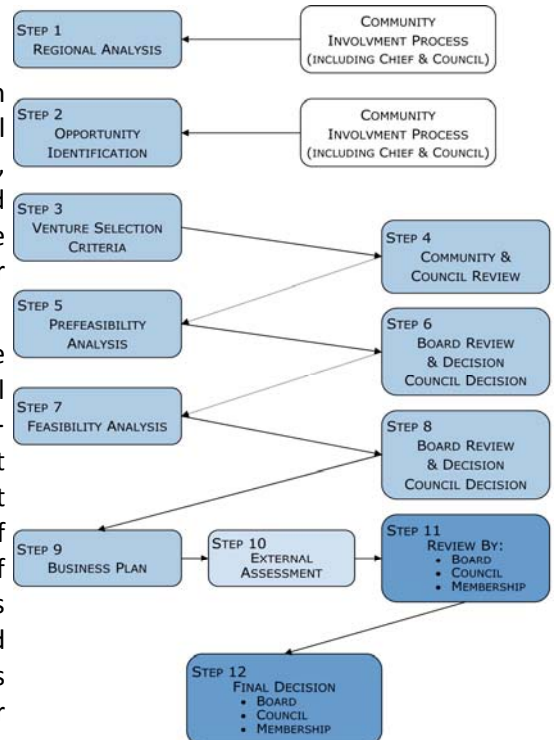 STEP 1
REGIONAL ANALYSIS
COMMUNITY
INVOLVMENT PROCESS
(INCLUDING CHIEF & COUNCIL)
STEP 2
OPPORTUNITY
IDENTIFICATION
COMMUNITY
INVOLVMENT PROCESS
(INCLUDING CHIEF & COUNCIL)
STEP 3
VENTURE SELECTION
CRITERIA
STEP 4
COMMUNITY &
COUNCIL REVIEW
STEP 5
PREFEASIBILITY
ANALYSIS
STEP 6
BOARD REVIEW
& DECISION
COUNCIL DECISION
STEP 7
FEASIBILITY ANALYSIS
STEP 8
BOARD REVIEW
& DECISION
COUNCIL DECISION
STEP 9
BUSINESS PLAN
STEP 10
EXTERNAL
ASSESSMENT
STEP 11
REVIEW BY:
• BOARD
• COUNCIL
• MEMBERSHIP
STEP 12
FINAL DECISION
• BOARD
• COUNCIL
• MEMBERSHIP